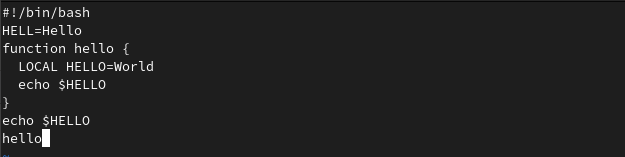 #!/bin/bash
HELL=Hello
function hello {
  LOCAL HELLO=World
  echo $HELLO
}
echo $HELLO
hello